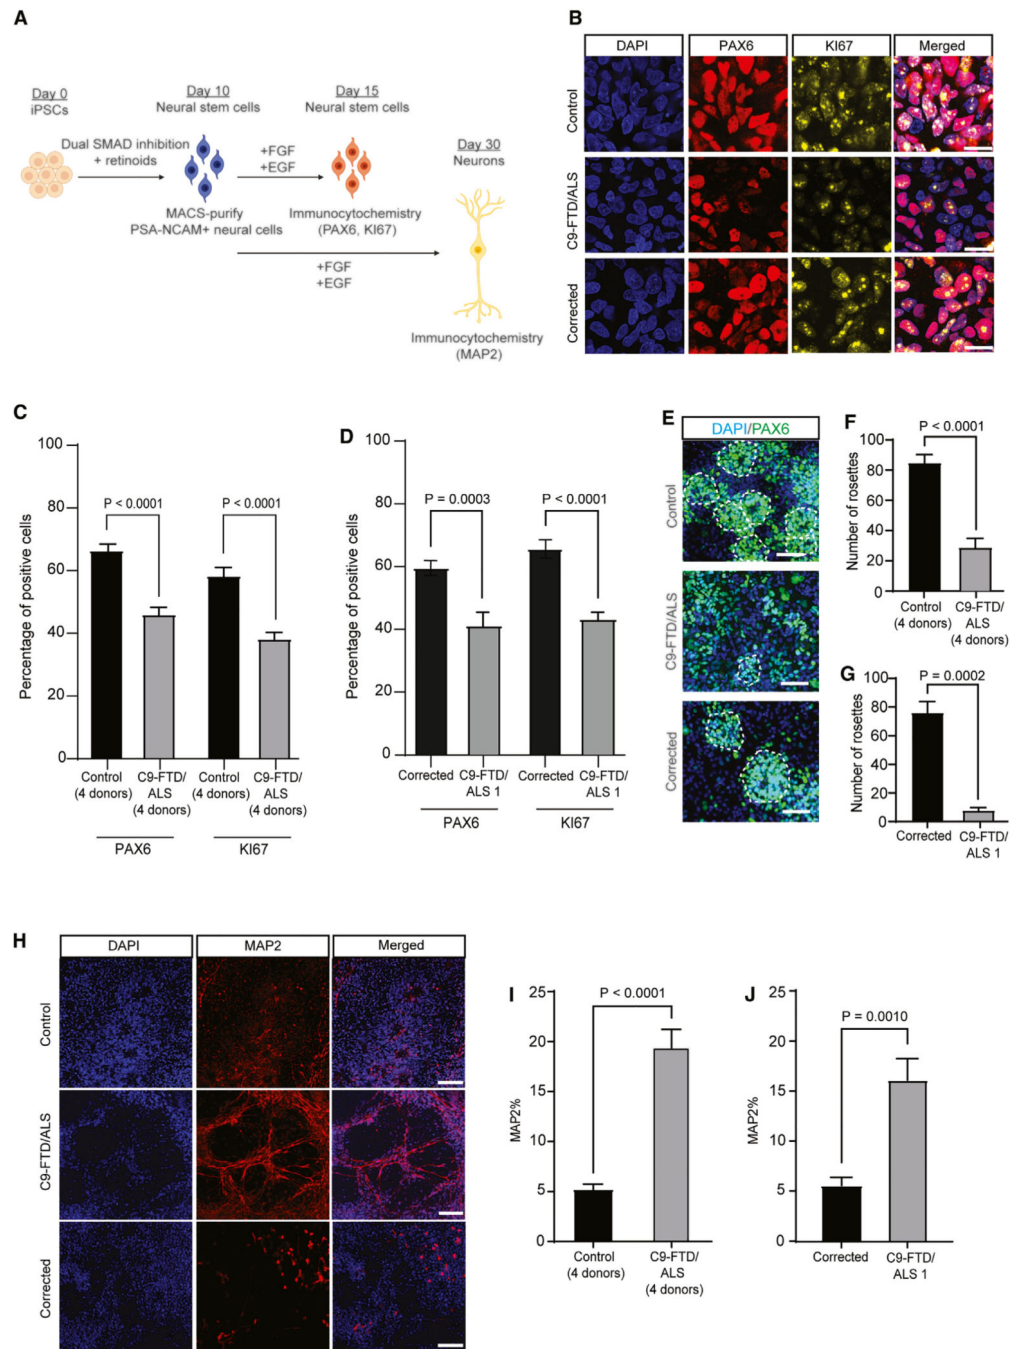 A
Day 0
iPSCs
Day 10
Neural stem cells
Day 15
Neural stem cells
Dual SMAD inhibition
+ retinoids
+FGF
+EGF
Day 30
Neurons
MACS-purify
PSA-NCAM+ neural cells
Immunocytochemistry
(PAX6, KI67)
+FGF
+EGF
Immunocytochemistry
(MAP2)
B
DAPI
PAX6
KI67
Merged
Control
C9-FTD/ALS
Corrected
C
Percentage of positive cells
100
80
60
40
20
0
P < 0.0001
P < 0.0001
Control
(4 donors)
C9-FTD/
ALS
(4 donors)
Control
(4 donors)
C9-FTD/
ALS
(4 donors)
PAX6
KI67
D
Percentage of positive cells
100
80
60
40
20
0
P = 0.0003
P < 0.0001
Corrected
C9-FTD/
ALS 1
Corrected
C9-FTD/
ALS 1
PAX6
KI67
E
DAPI/PAX6
Control
C9-FTD/ALS
Corrected
F
P < 0.0001
Number of rosettes
100
80
60
40
20
0
Control
(4 donors)
C9-FTD/
ALS
(4 donors)
G
P = 0.0002
Number of rosettes
100
80
60
40
20
0
Corrected
C9-FTD/
ALS 1
H
DAPI
MAP2
Merged
Control
C9-FTD/ALS
Corrected
I
P < 0.0001
MAP2%
25
20
15
10
5
0
Control
(4 donors)
C9-FTD/
ALS
(4 donors)
J
P = 0.0010
MAP2%
25
20
15
10
5
0
Corrected
C9-FTD/
ALS 1